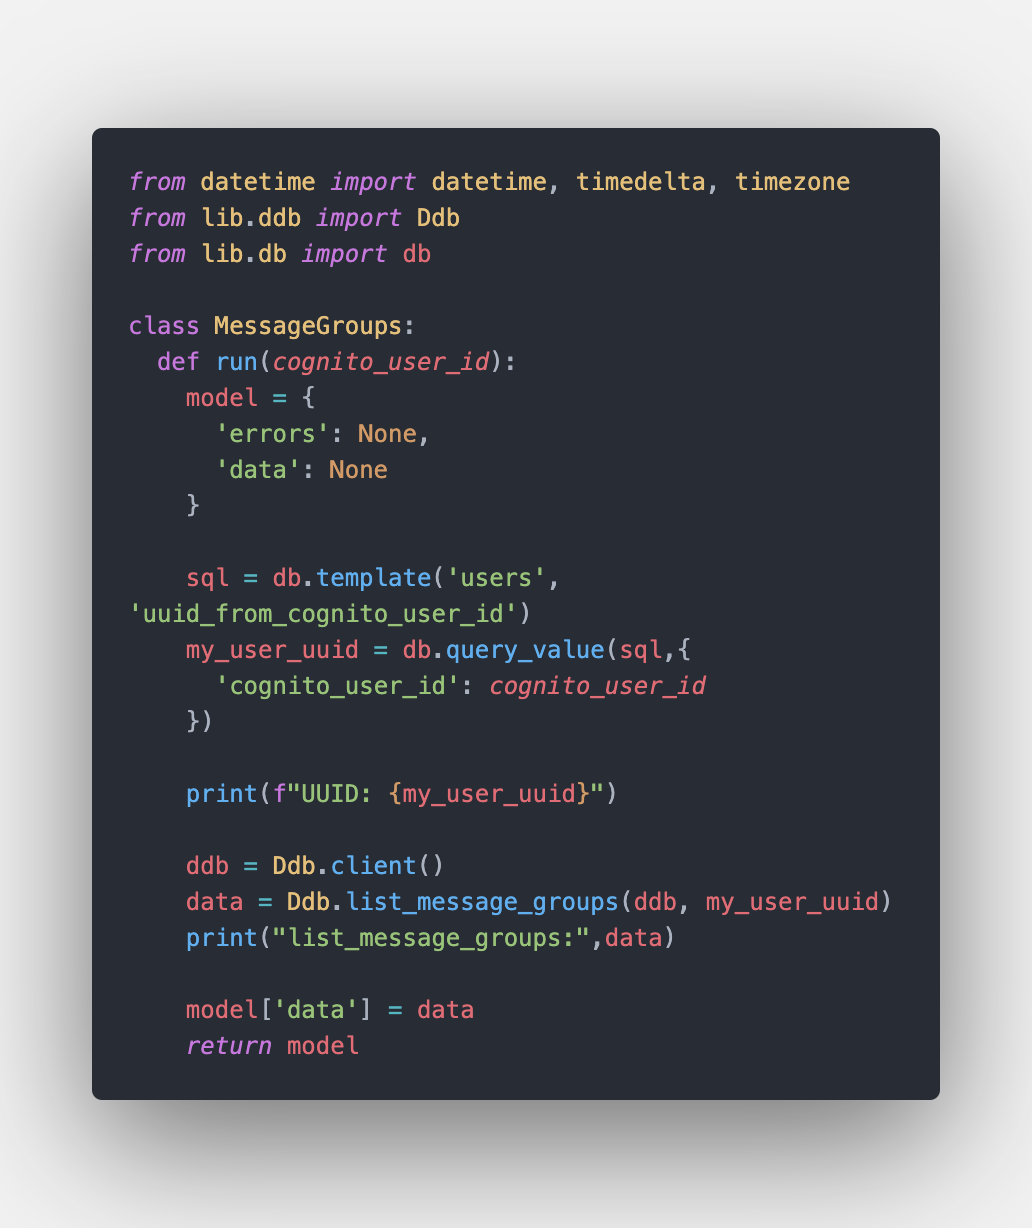 from datetime import datetime, timedelta, timezone
from lib.ddb import Ddb
from lib.db import db

class MessageGroups:
  def run(cognito_user_id):
    model = {
      'errors': None,
      'data': None
    }

    sql = db.template('users',
'uuid_from_cognito_user_id')
    my_user_uuid = db.query_value(sql,{
      'cognito_user_id': cognito_user_id
    })

    print(f"UUID: {my_user_uuid}")

    ddb = Ddb.client()
    data = Ddb.list_message_groups(ddb, my_user_uuid)
    print("list_message_groups:",data)

    model['data'] = data
    return model